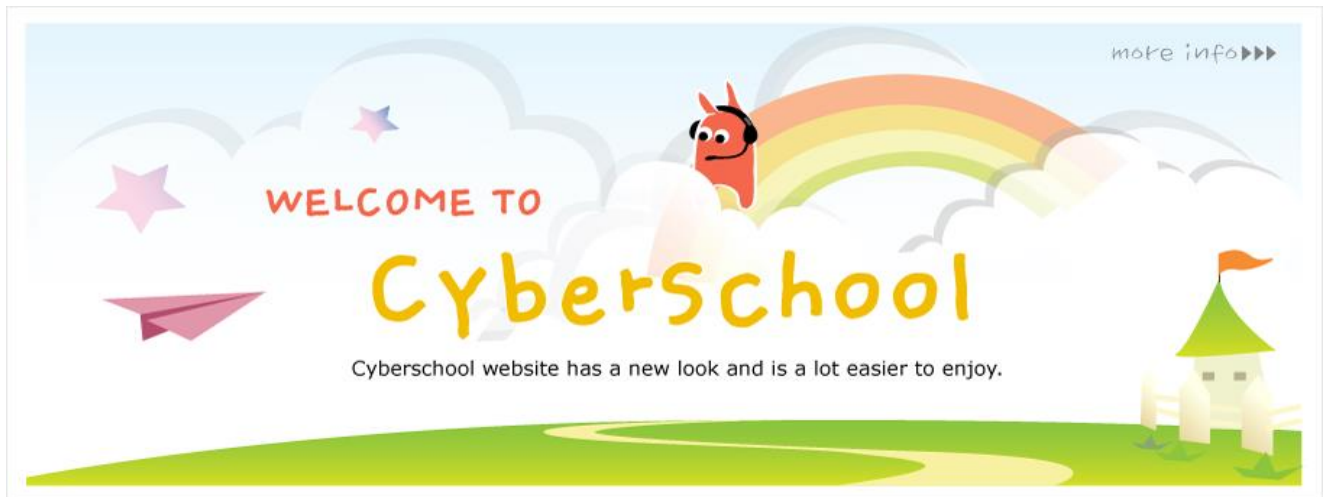 more info▸▸▸
WELCOME TO
Cyberschool
Cyberschool website has a new look and is a lot easier to enjoy.